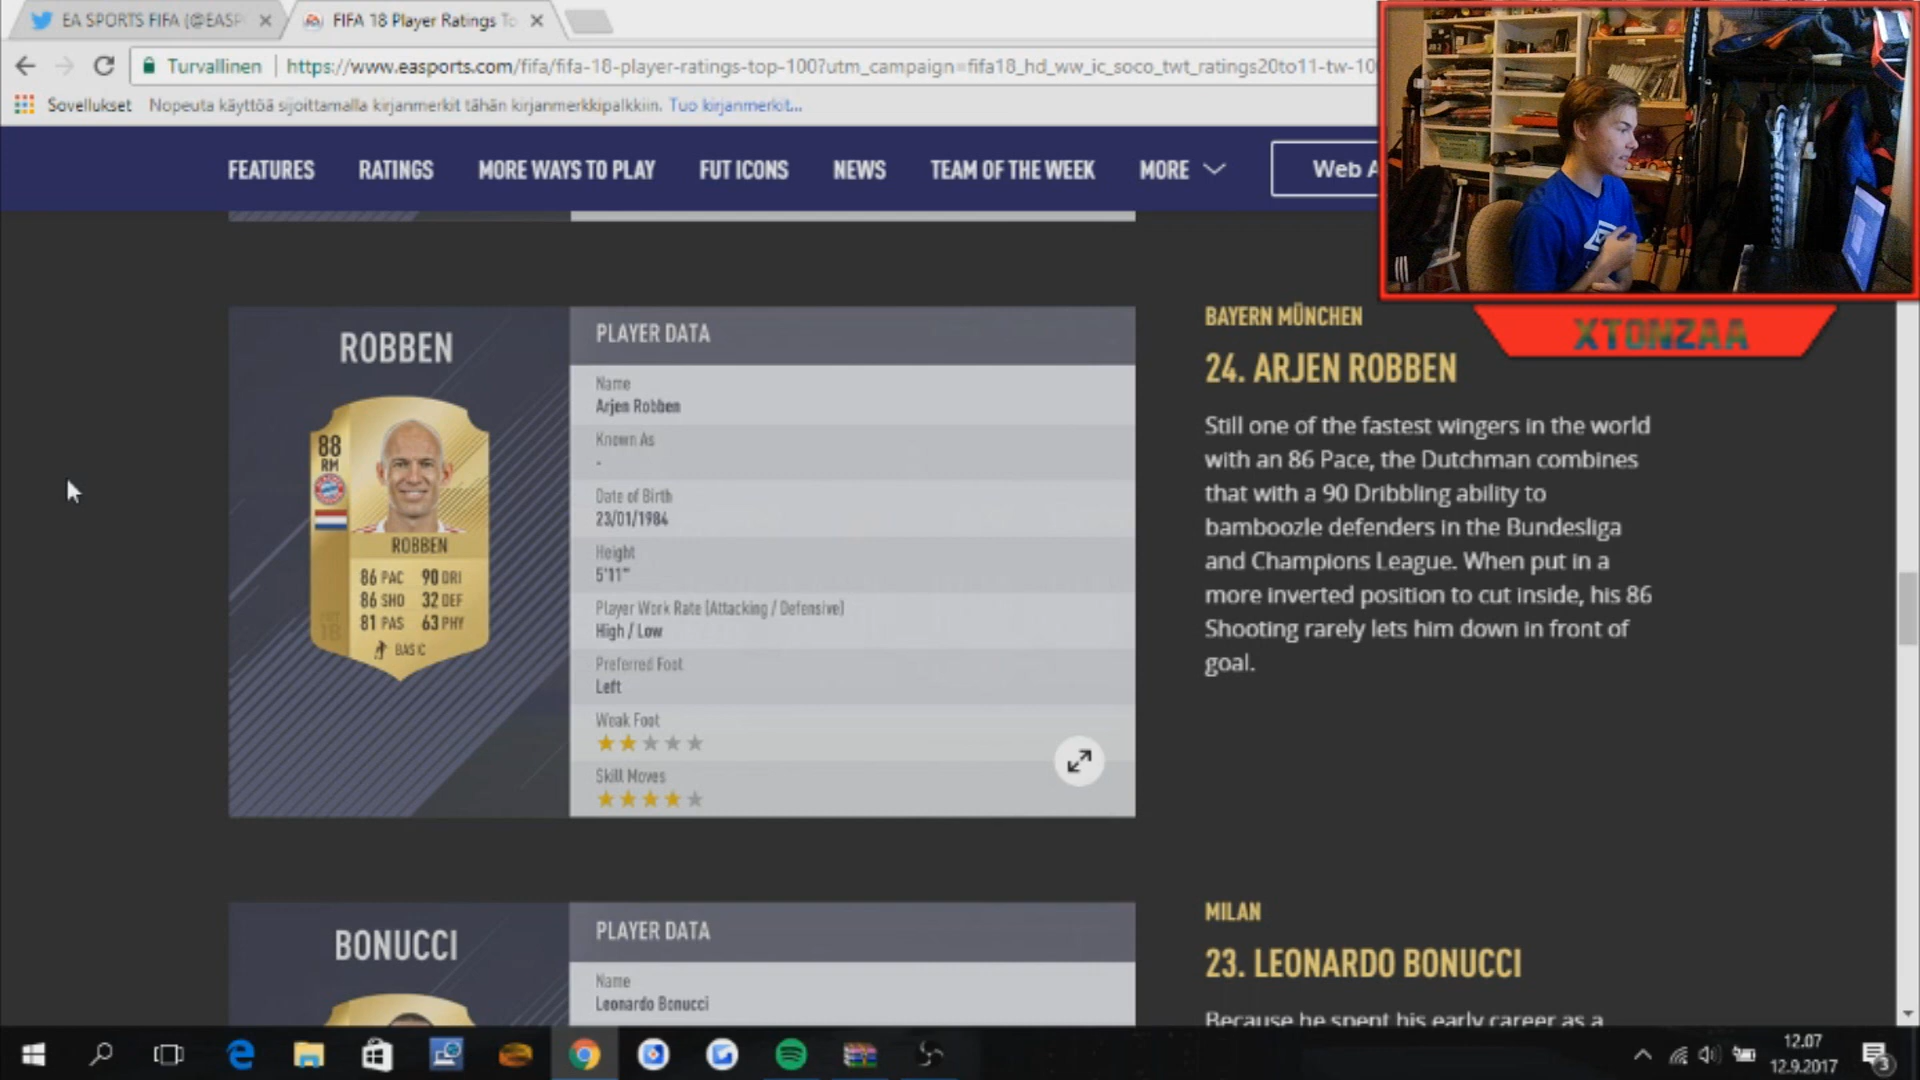 EA SPORTS FIFA (@EASP
FIFA 18 Player Ratings To
Turvallinen
https://www.easports.com/fifa/fifa-18-player-ratings-top-100?utm_campaign=fifa18_hd_ww_ic_soco_twt_ratings20to11-tw-10
Sovellukset
Nopeuta käyttöä sijoittamalla kirjanmerkit tähän kirjanmerkkipalkkiin. Tuo kirjanmerkit...
FEATURES
RATINGS
MORE WAYS TO PLAY
FUT ICONS
NEWS
TEAM OF THE WEEK
MORE
Web A
XTONZAA
ROBBEN
88
RM
ROBBEN
86 PAC 90 DRI
86 SHO 32 DEF
81 PAS 63 PHY
BASIC
PLAYER DATA
Name
Arjen Robben
Known As
-
Date of Birth
23/01/1984
Height
5'11"
Player Work Rate (Attacking / Defensive)
High / Low
Preferred Foot
Left
Weak Foot
Skill Moves
BAYERN MÜNCHEN
24. ARJEN ROBBEN
Still one of the fastest wingers in the world
with an 86 Pace, the Dutchman combines
that with a 90 Dribbling ability to
bamboozle defenders in the Bundesliga
and Champions League. When put in a
more inverted position to cut inside, his 86
Shooting rarely lets him down in front of
goal.
BONUCCI
PLAYER DATA
Name
Leonardo Bonucci
MILAN
23. LEONARDO BONUCCI
Because he spent his early career as a
12.07
12.9.2017
3